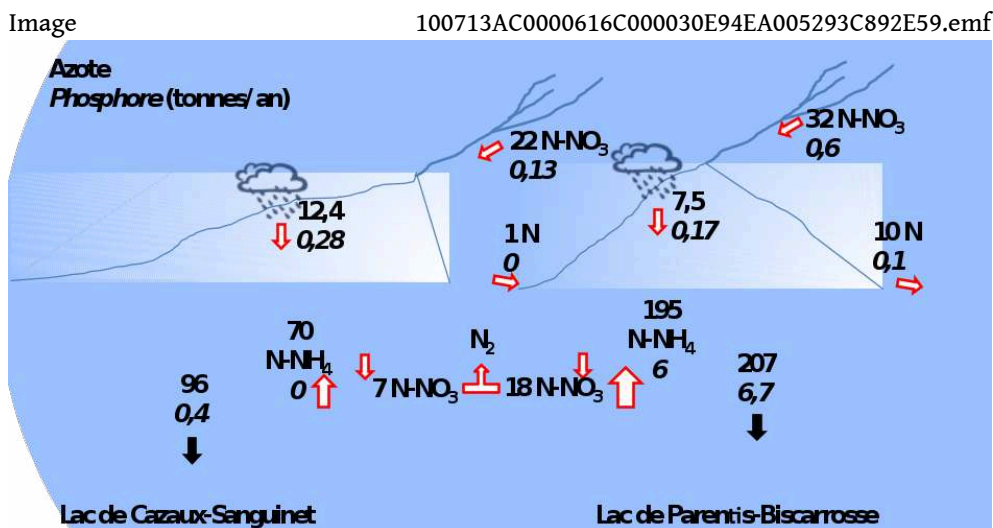 Image 100713AC0000616C000030E94EA005293C892E59.emf
Azote
Phosphore (tonnes/an)
22 N-NO₃
0,13
32 N-NO₃
0,6
12,4
0,28
7,5
0,17
1 N
0
10 N
0,1
70
N-NH₄
0
N₂
195
N-NH₄
6
7 N-NO₃
18 N-NO₃
96
0,4
207
6,7
Lac de Cazaux-Sanguinet
Lac de Parentis-Biscarrosse